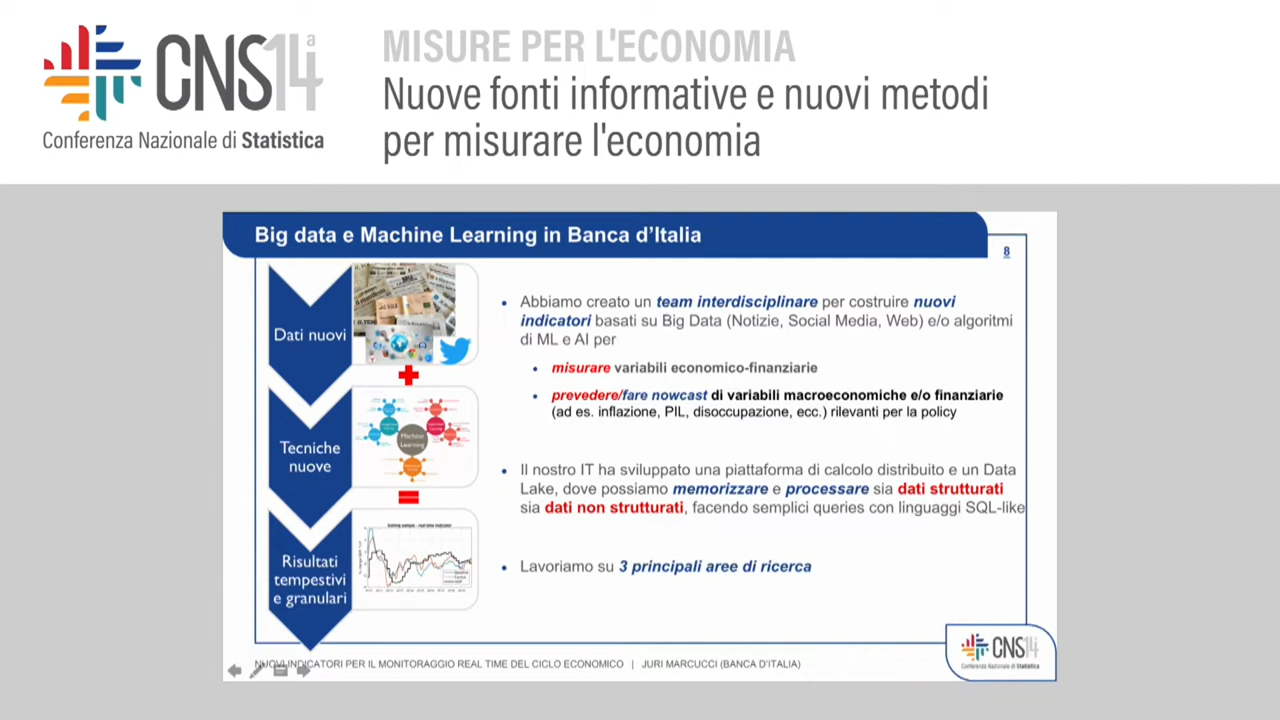 CNS14a
Conferenza Nazionale di Statistica
MISURE PER L'ECONOMIA
Nuove fonti informative e nuovi metodi
per misurare l'economia
Big data e Machine Learning in Banca d'Italia
8
Dati nuovi
Tecniche
nuove
Machine
Learning
Risultati
tempestivi
e granulari
• Abbiamo creato un team interdisciplinare per costruire nuovi
indicatori basati su Big Data (Notizie, Social Media, Web) e/o algoritmi
di ML e AI per
• misurare variabili economico-finanziarie
• prevedere/fare nowcast di variabili macroeconomiche e/o finanziarie
(ad es. inflazione, PIL, disoccupazione, ecc.) rilevanti per la policy
• Il nostro IT ha sviluppato una piattaforma di calcolo distribuito e un Data
Lake, dove possiamo memorizzare e processare sia dati strutturati
sia dati non strutturati, facendo semplici queries con linguaggi SQL-like
• Lavoriamo su 3 principali aree di ricerca
NUOVI INDICATORI PER IL MONITORAGGIO REAL TIME DEL CICLO ECONOMICO | JURI MARCUCCI (BANCA D'ITALIA)
CNS14a
Conferenza Nazionale di Statistica